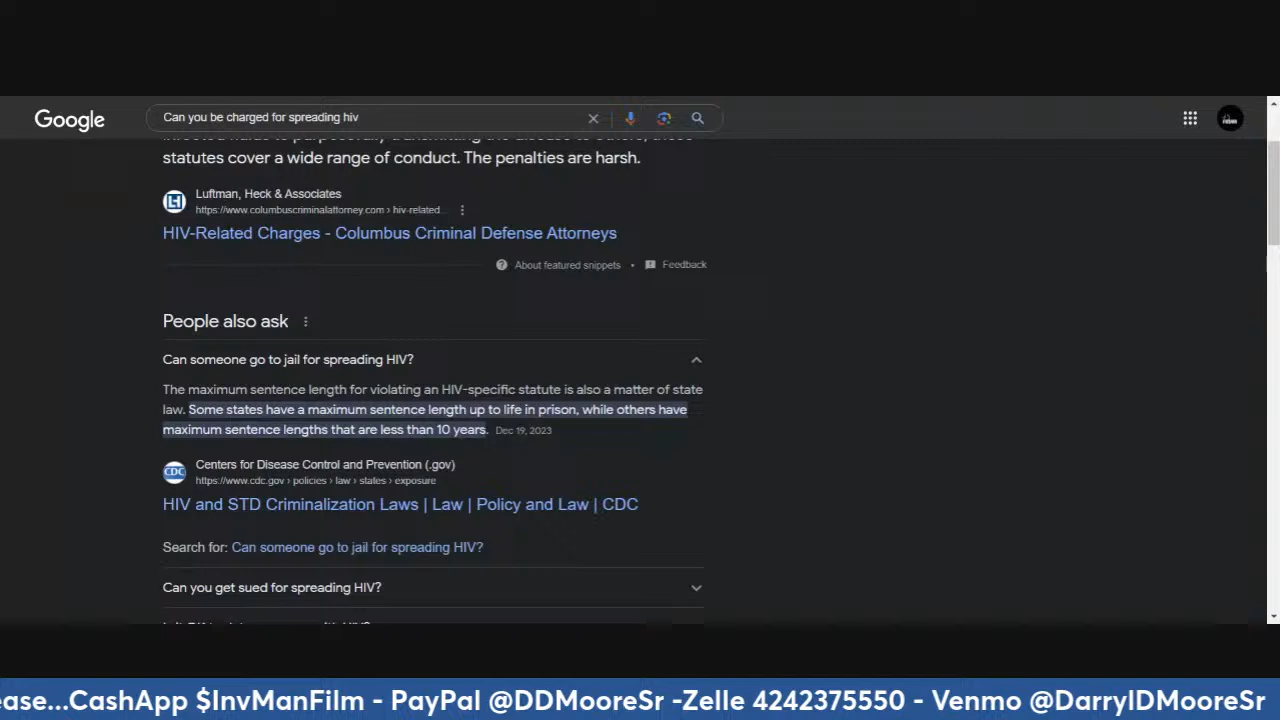 Google
Can you be charged for spreading hiv
statutes cover a wide range of conduct. The penalties are harsh.
Luftman, Heck & Associates
https://www.columbuscriminalattorney.com › hiv-related...
HIV-Related Charges - Columbus Criminal Defense Attorneys
About featured snippets • Feedback
People also ask
Can someone go to jail for spreading HIV?
The maximum sentence length for violating an HIV-specific statute is also a matter of state
law. Some states have a maximum sentence length up to life in prison, while others have
maximum sentence lengths that are less than 10 years. Dec 19, 2023
CDC
Centers for Disease Control and Prevention (.gov)
https://www.cdc.gov › policies › law › states › exposure
HIV and STD Criminalization Laws | Law | Policy and Law | CDC
Search for: Can someone go to jail for spreading HIV?
Can you get sued for spreading HIV?
ease...CashApp $InvManFilm - PayPal @DDMooreSr -Zelle 4242375550 - Venmo @DarrylDMooreSr